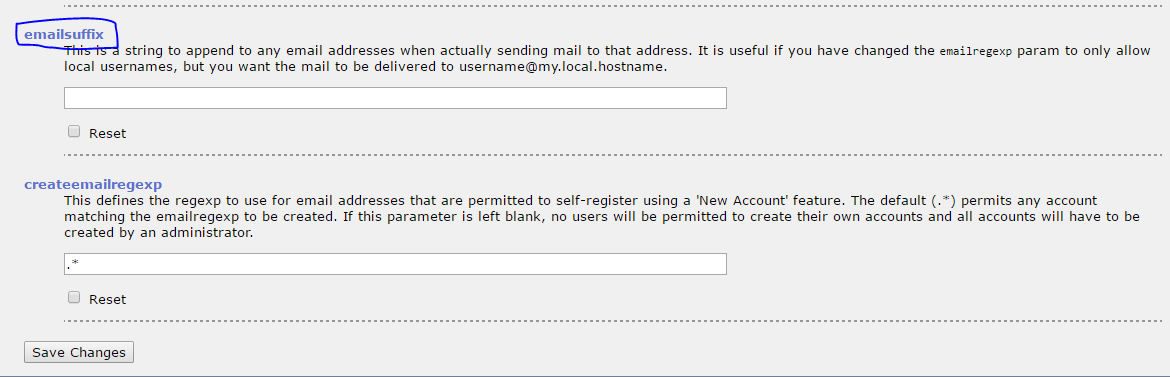 emailsuffix
This is a string to append to any email addresses when actually sending mail to that address. It is useful if you have changed the emailregexp param to only allow
local usernames, but you want the mail to be delivered to username@my.local.hostname.
Reset
createemailregexp
This defines the regexp to use for email addresses that are permitted to self-register using a 'New Account' feature. The default (.*) permits any account
matching the emailregexp to be created. If this parameter is left blank, no users will be permitted to create their own accounts and all accounts will have to be
created by an administrator.
.*
Reset
Save Changes